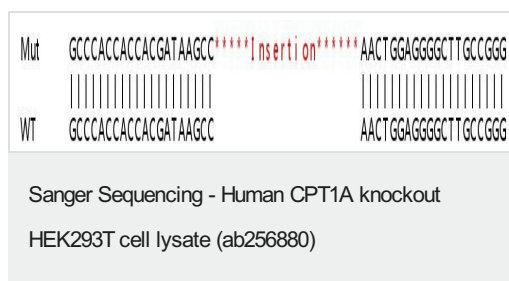 Mut GCCCACCACCACGATAAGCC*****Insertion******AACTGGAGGGGCTTGCCGGG
||||||||||||||||||||  ||||||||||||||||||||
WT GCCCACCACCACGATAAGCC AACTGGAGGGGCTTGCCGGG
Sanger Sequencing - Human CPT1A knockout
HEK293T cell lysate (ab256880)